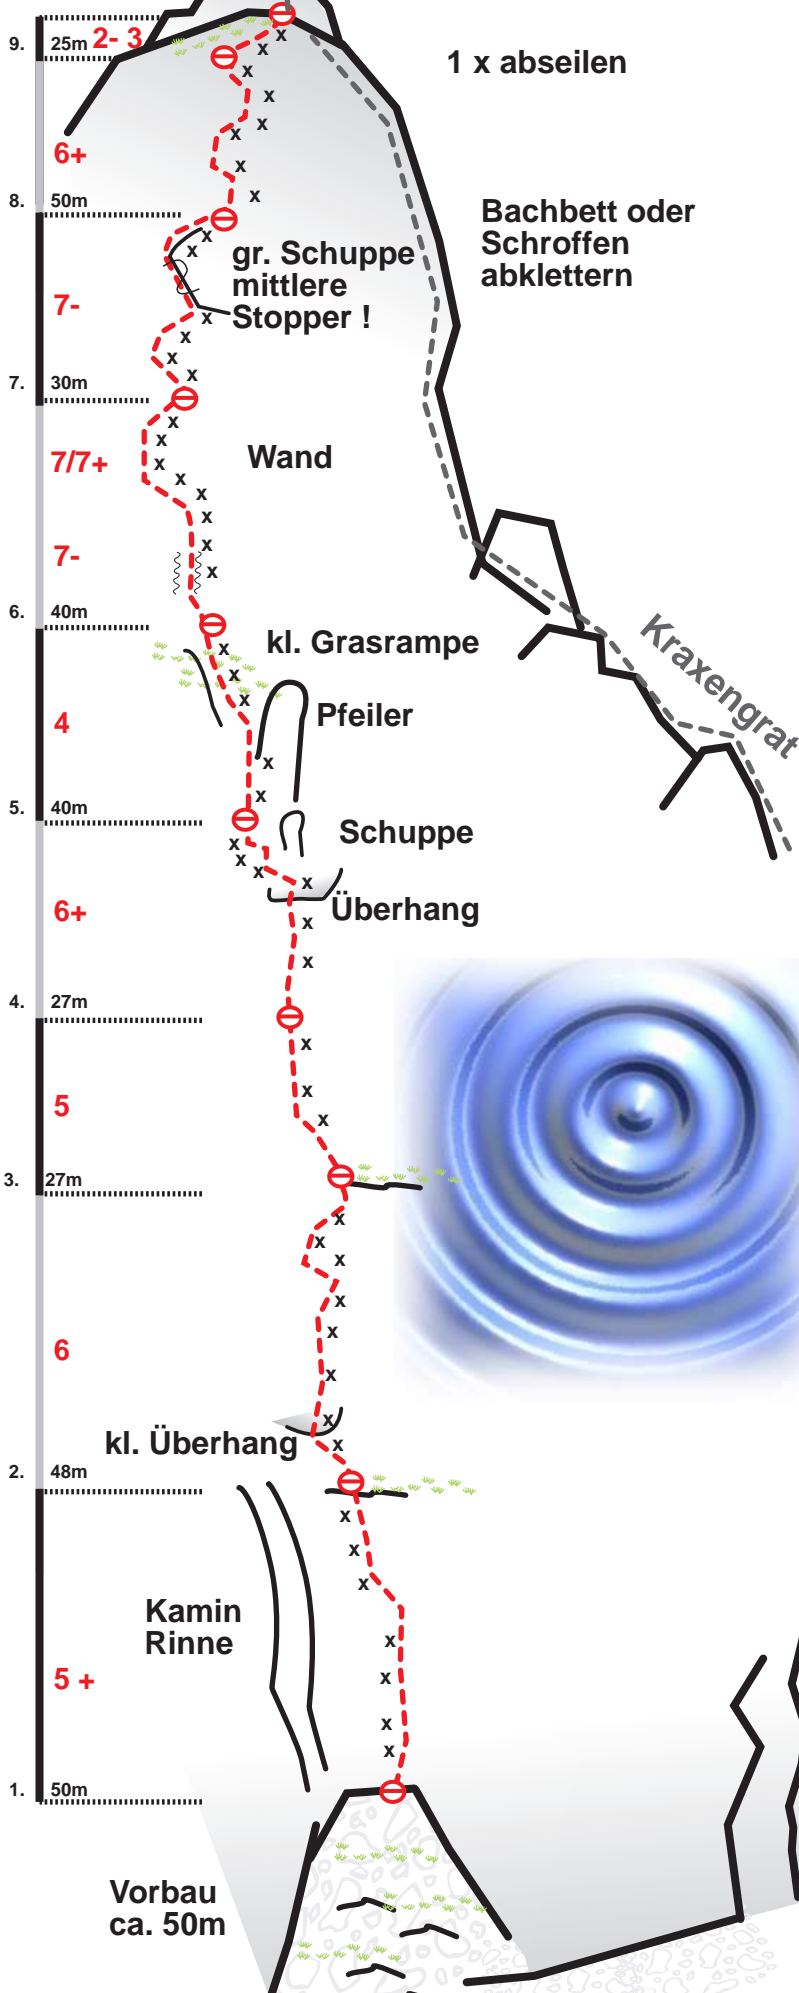 9.
25m
2- 3
1 x abseilen
6+
8.
50m
Bachbett oder
Schroffen
abklettern
gr. Schuppe
mittlere
Stopper !
7-
7.
30m
7/7+
Wand
7-
6.
40m
kl. Grasrampe
Kraxengrat
4
Pfeiler
5.
40m
Schuppe
6+
Überhang
4.
27m
5
3.
27m
6
kl. Überhang
2.
48m
Kamin
Rinne
5 +
1.
50m
Vorbau
ca. 50m